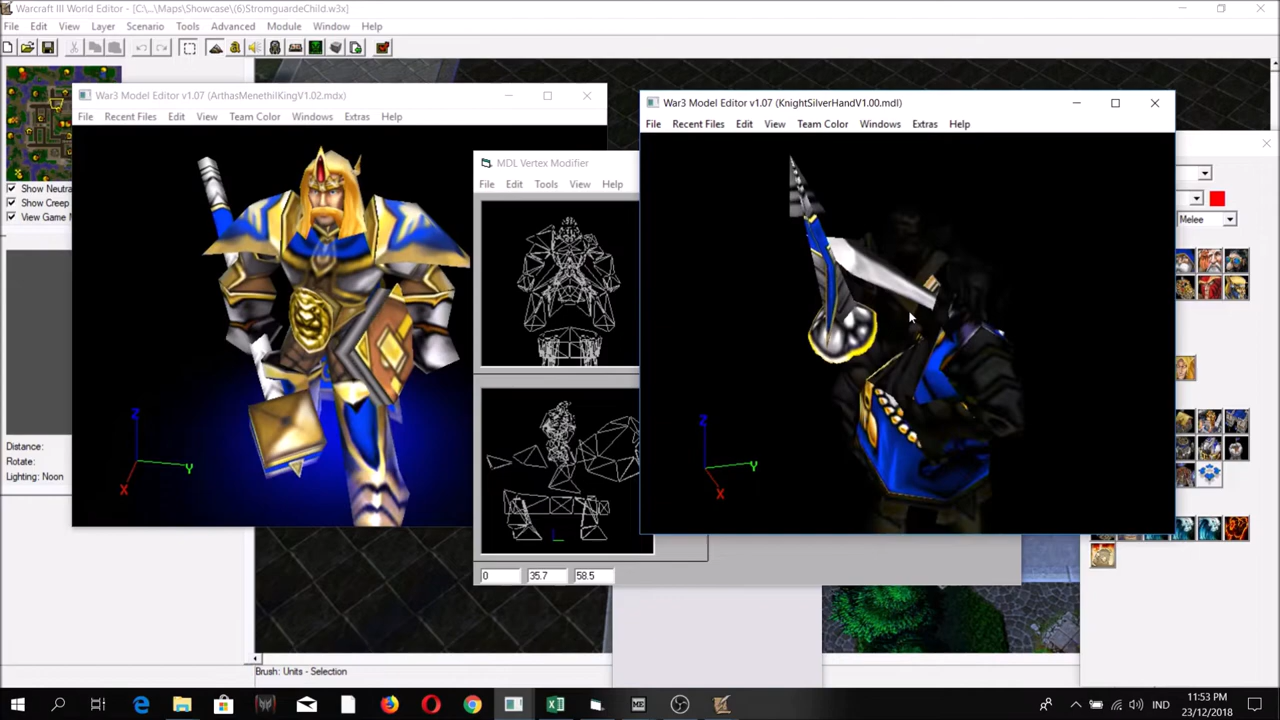 Warcraft III World Editor - [C:\...\Maps\Showcase\(6)StromguardeChild.w3x]
File Edit View Layer Scenario Tools Advanced Module Window Help
War3 Model Editor v1.07 (ArthasMenethilKingV1.02.mdx)
File Recent Files Edit View Team Color Windows Extras Help
War3 Model Editor v1.07 (KnightSilverHandV1.00.mdl)
File Recent Files Edit View Team Color Windows Extras Help
MDL Vertex Modifier
File Edit Tools View Help
Show Neutra
Show Creep
View Game M
Melee
Z
Y
X
Z
Y
X
Distance:
Rotate:
Lighting: Noon
0 35.7 58.5
Brush: Units - Selection
ME
IND
11:53 PM
23/12/2018